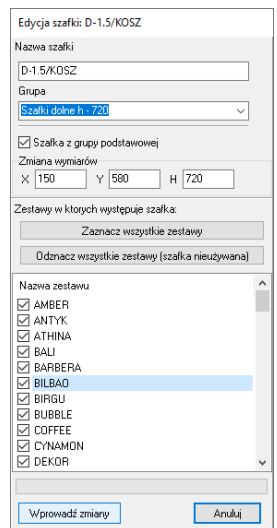 Edycja szafki: D-1.5/KOSZ
Nazwa szafki
D-1.5/KOSZ
Grupa
Szafki dolne h - 720
Szafka z grupy podstawowej
Zmiana wymiarów
X 150 Y 580 H 720
Zestawy w ktorych występuje szafka:
Zaznacz wszystkie zestawy
Odznacz wszystkie zestawy (szafka nieużywana)
Nazwa zestawu
AMBER
ANTYK
ATHINA
BALI
BARBERA
BILBAO
BIRGU
BUBBLE
COFFEE
CYNAMON
DEKOR
Wprowadź zmiany Anuluj